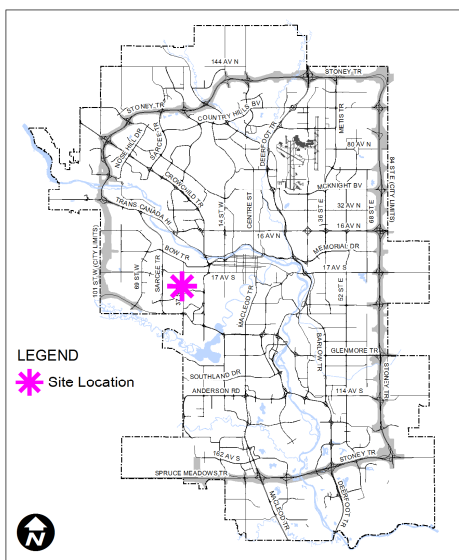 144 AV N
STONEY TR
STONEY TR
COUNTRY HILLS BV
DEERFOOT TR
METIS TR
NOSE HILL DR
SARCEE TR
80 AV N
CROWCHILD TR
MCKNIGHT BV
84 ST E (CITY LIMITS)
TRANS CANADA HI
14 ST W
CENTRE ST
36 ST E
32 AV N
68 ST E
16 AV N
16 AV N
MEMORIAL DR
BOW TR
101 ST W (CITY LIMITS)
69 ST W
SARCEE TR
17 AV S
17 AV S
MACLEOD TR
52 ST E
BARLOW TR
GLENMORE TR
LEGEND
Site Location
SOUTHLAND DR
ANDERSON RD
114 AV S
STONEY TR
162 AV S
STONEY TR
SPRUCE MEADOWS TR
MACLEOD TR
DEERFOOT TR
N